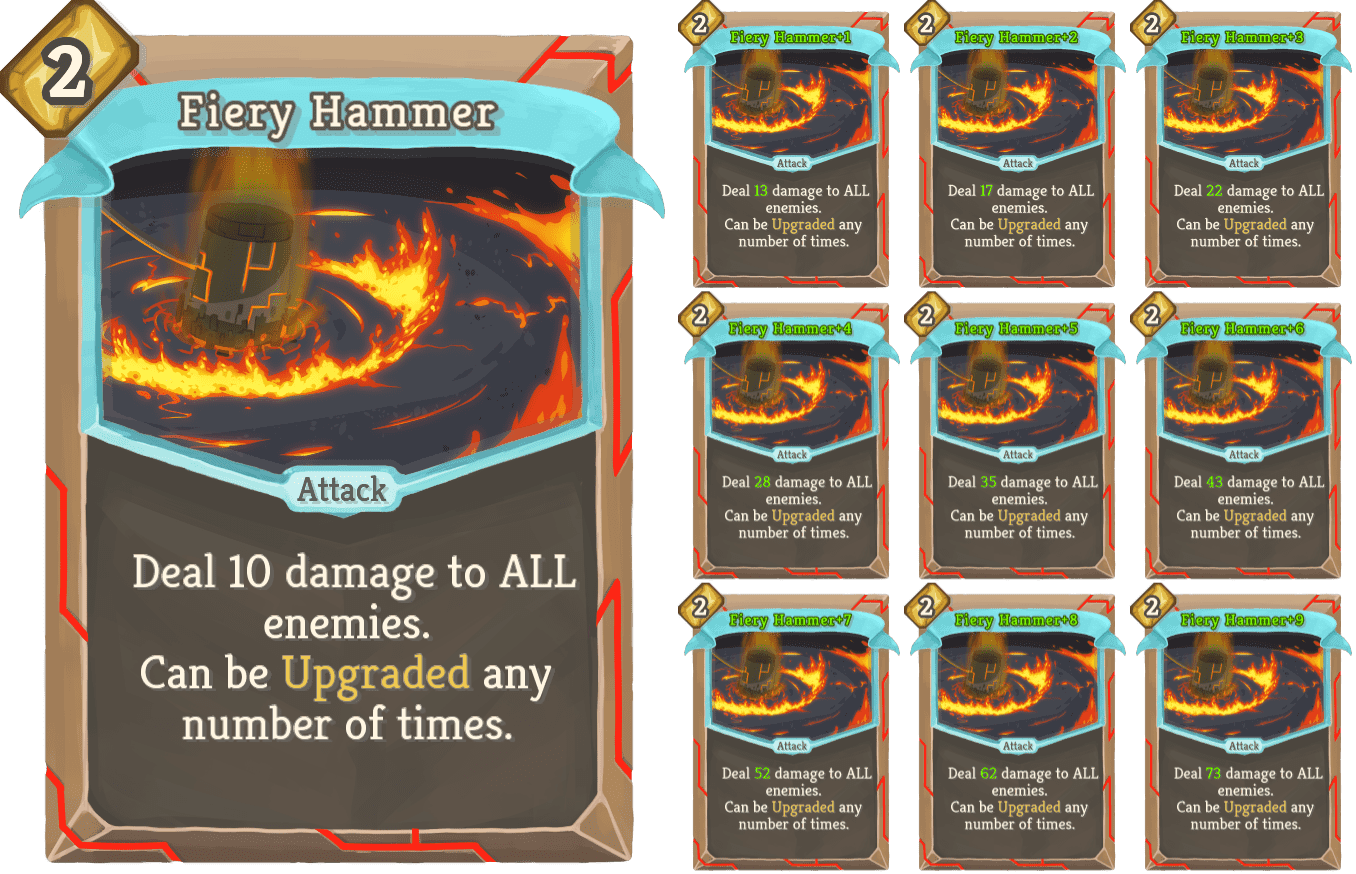 2
Fiery Hammer
Attack
Deal 10 damage to ALL
enemies.
Can be Upgraded any
number of times.
2
Fiery Hammer+1
Attack
Deal 13 damage to ALL
enemies.
Can be Upgraded any
number of times.
2
Fiery Hammer+2
Attack
Deal 17 damage to ALL
enemies.
Can be Upgraded any
number of times.
2
Fiery Hammer+3
Attack
Deal 22 damage to ALL
enemies.
Can be Upgraded any
number of times.
2
Fiery Hammer+4
Attack
Deal 28 damage to ALL
enemies.
Can be Upgraded any
number of times.
2
Fiery Hammer+5
Attack
Deal 35 damage to ALL
enemies.
Can be Upgraded any
number of times.
2
Fiery Hammer+6
Attack
Deal 43 damage to ALL
enemies.
Can be Upgraded any
number of times.
2
Fiery Hammer+7
Attack
Deal 52 damage to ALL
enemies.
Can be Upgraded any
number of times.
2
Fiery Hammer+8
Attack
Deal 62 damage to ALL
enemies.
Can be Upgraded any
number of times.
2
Fiery Hammer+9
Attack
Deal 73 damage to ALL
enemies.
Can be Upgraded any
number of times.